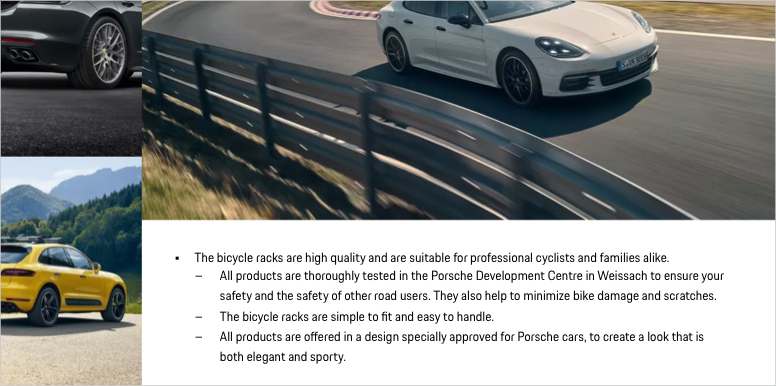 ▪ The bicycle racks are high quality and are suitable for professional cyclists and families alike.
– All products are thoroughly tested in the Porsche Development Centre in Weissach to ensure your
safety and the safety of other road users. They also help to minimize bike damage and scratches.
– The bicycle racks are simple to fit and easy to handle.
– All products are offered in a design specially approved for Porsche cars, to create a look that is
both elegant and sporty.